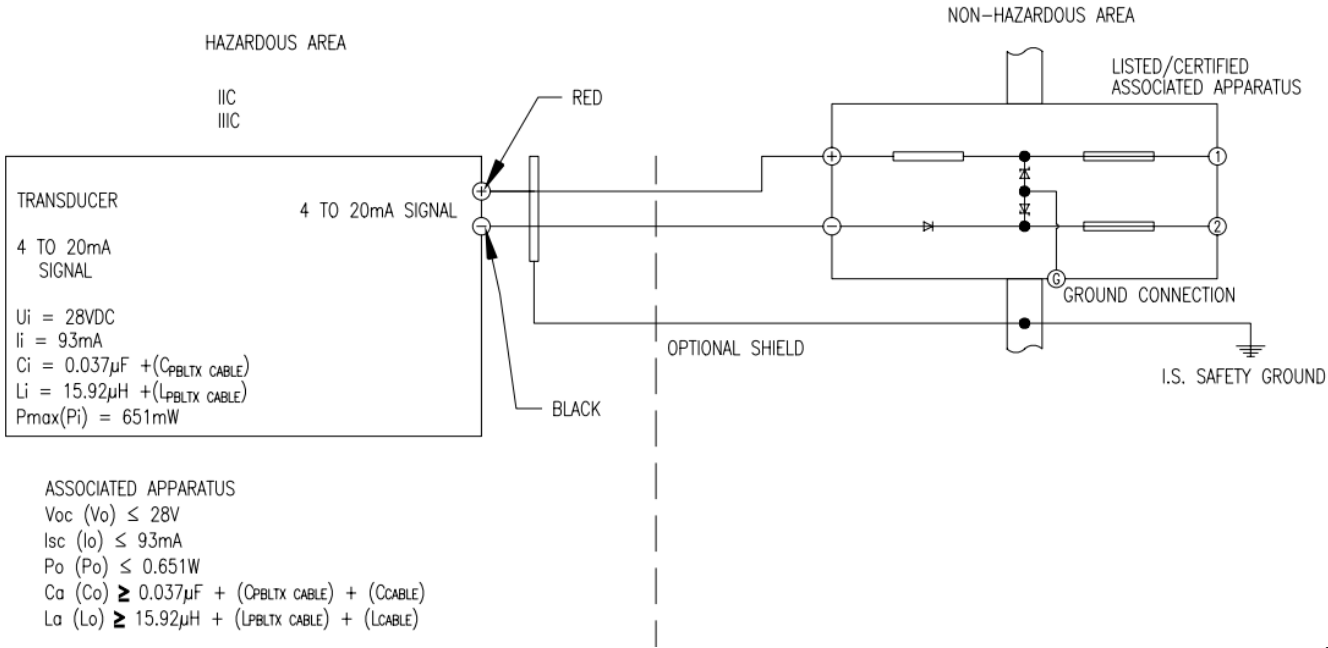 NON-HAZARDOUS AREA
HAZARDOUS AREA
IIC
IIIC
RED
LISTED/CERTIFIED
ASSOCIATED APPARATUS
TRANSDUCER
4 TO 20mA SIGNAL
4 TO 20mA
SIGNAL
Ui = 28VDC
Ii = 93mA
Ci = 0.037µF +(CPBLTX CABLE)
Li = 15.92µH +(LPBLTX CABLE)
Pmax(Pi) = 651mW
+
-
BLACK
+
-
1
2
G
GROUND CONNECTION
OPTIONAL SHIELD
I.S. SAFETY GROUND
ASSOCIATED APPARATUS
Voc (Vo) ≤ 28V
Isc (Io) ≤ 93mA
Po (Po) ≤ 0.651W
Ca (Co) ≥ 0.037µF + (CPBLTX CABLE) + (CCABLE)
La (Lo) ≥ 15.92µH + (LPBLTX CABLE) + (LCABLE)